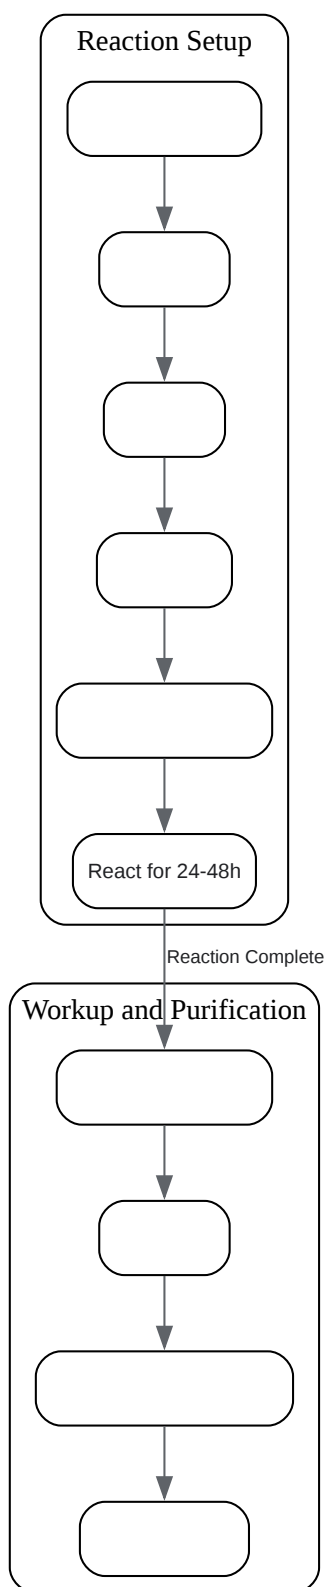 Reaction Setup
React for 24-48h
Reaction Complete
Workup and Purification